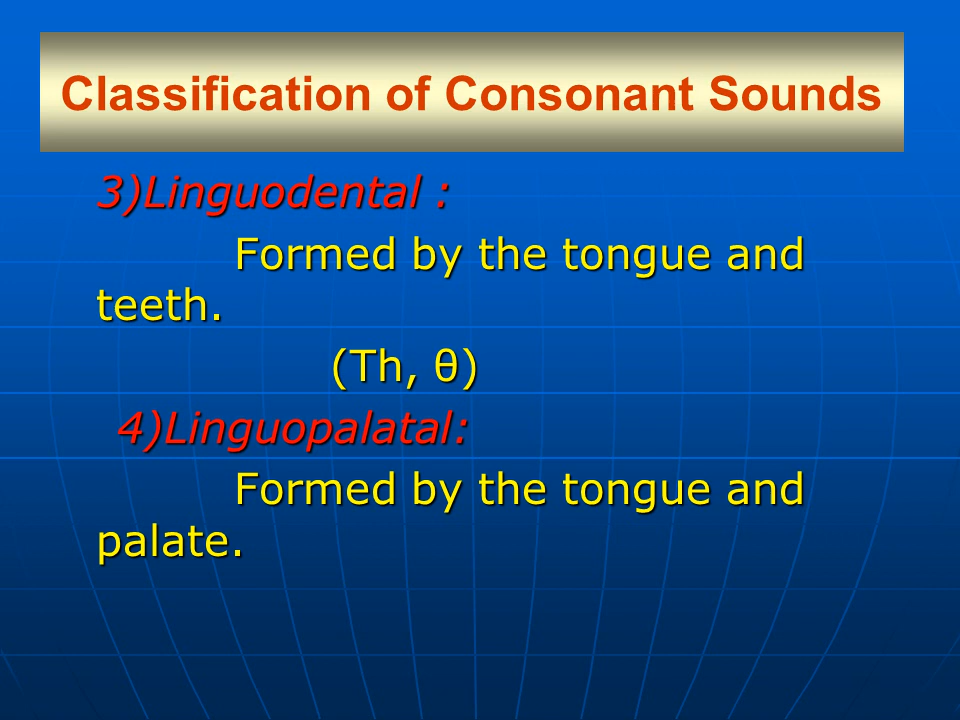 Classification of Consonant Sounds
3)Linguodental :
Formed by the tongue and
teeth.
(Th, θ)
4)Linguopalatal:
Formed by the tongue and
palate.